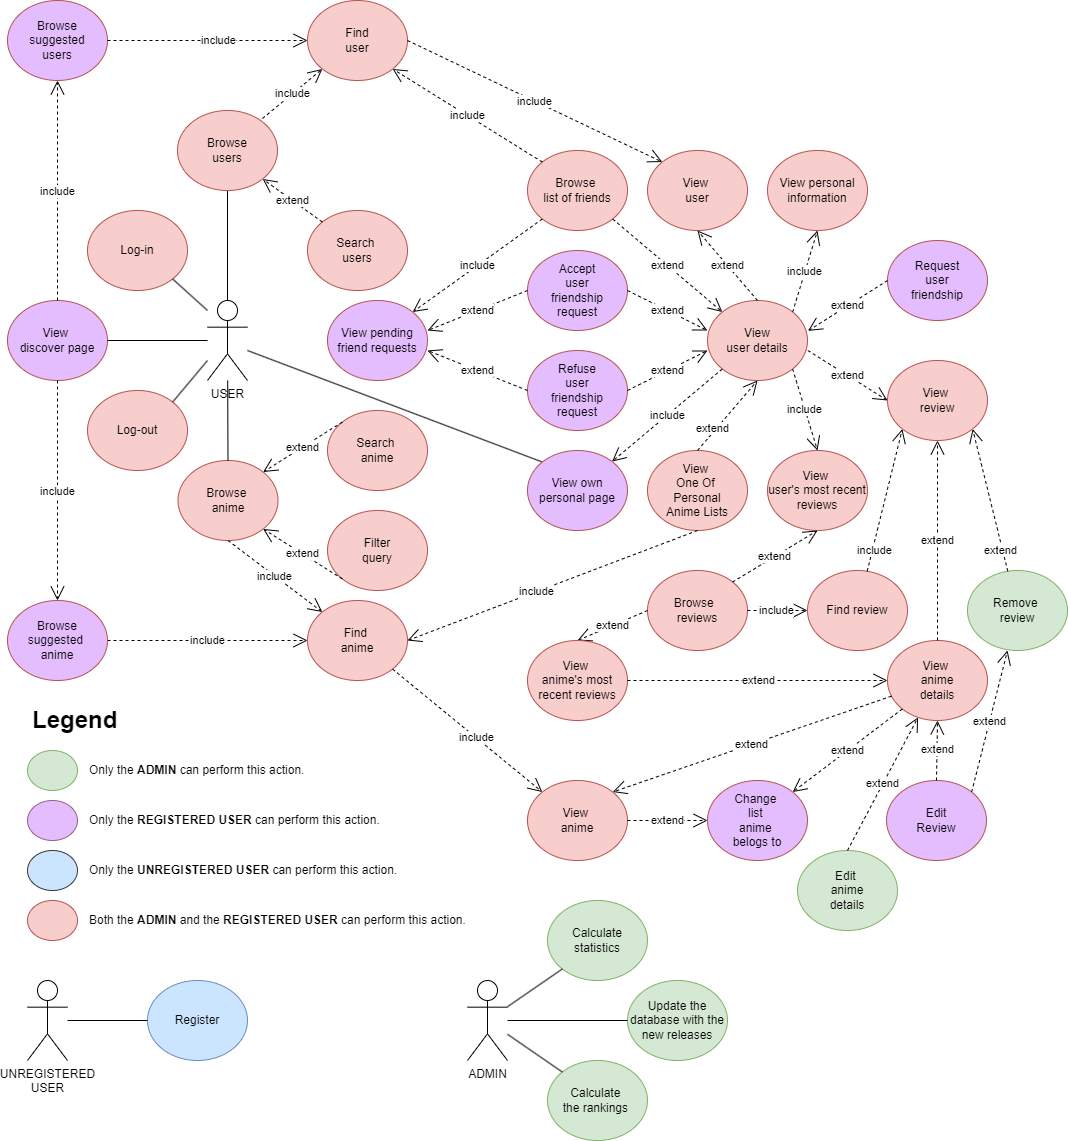 Browse
suggested
users
include
Find
user
include
include
include
Browse
users
extend
Search
users
Browse
list of friends
View
user
View personal
information
include
Log-in
include
extend
extend
include
Accept
user
friendship
request
Request
user
friendship
extend
extend
extend
View
discover page
USER
View pending
friend requests
View
user details
extend
Refuse
user
friendship
request
extend
extend
View
review
include
include
extend
Log-out
Search
anime
extend
Browse
anime
View own
personal page
View
One Of
Personal
Anime Lists
View
user's most recent
reviews
include
Filter
query
extend
include
include
extend
include
extend
extend
Browse
suggested
anime
include
Find
anime
Browse
reviews
include
Find review
Remove
review
extend
View
anime's most
recent reviews
extend
View
anime
details
include
extend
extend
extend
extend
extend
View
anime
extend
Change
list
anime
belogs to
Edit
Review
Edit
anime
details
Legend
Only the ADMIN can perform this action.
Only the REGISTERED USER can perform this action.
Only the UNREGISTERED USER can perform this action.
Both the ADMIN and the REGISTERED USER can perform this action.
UNREGISTERED
USER
Register
ADMIN
Calculate
statistics
Update the
database with the
new releases
Calculate
the rankings